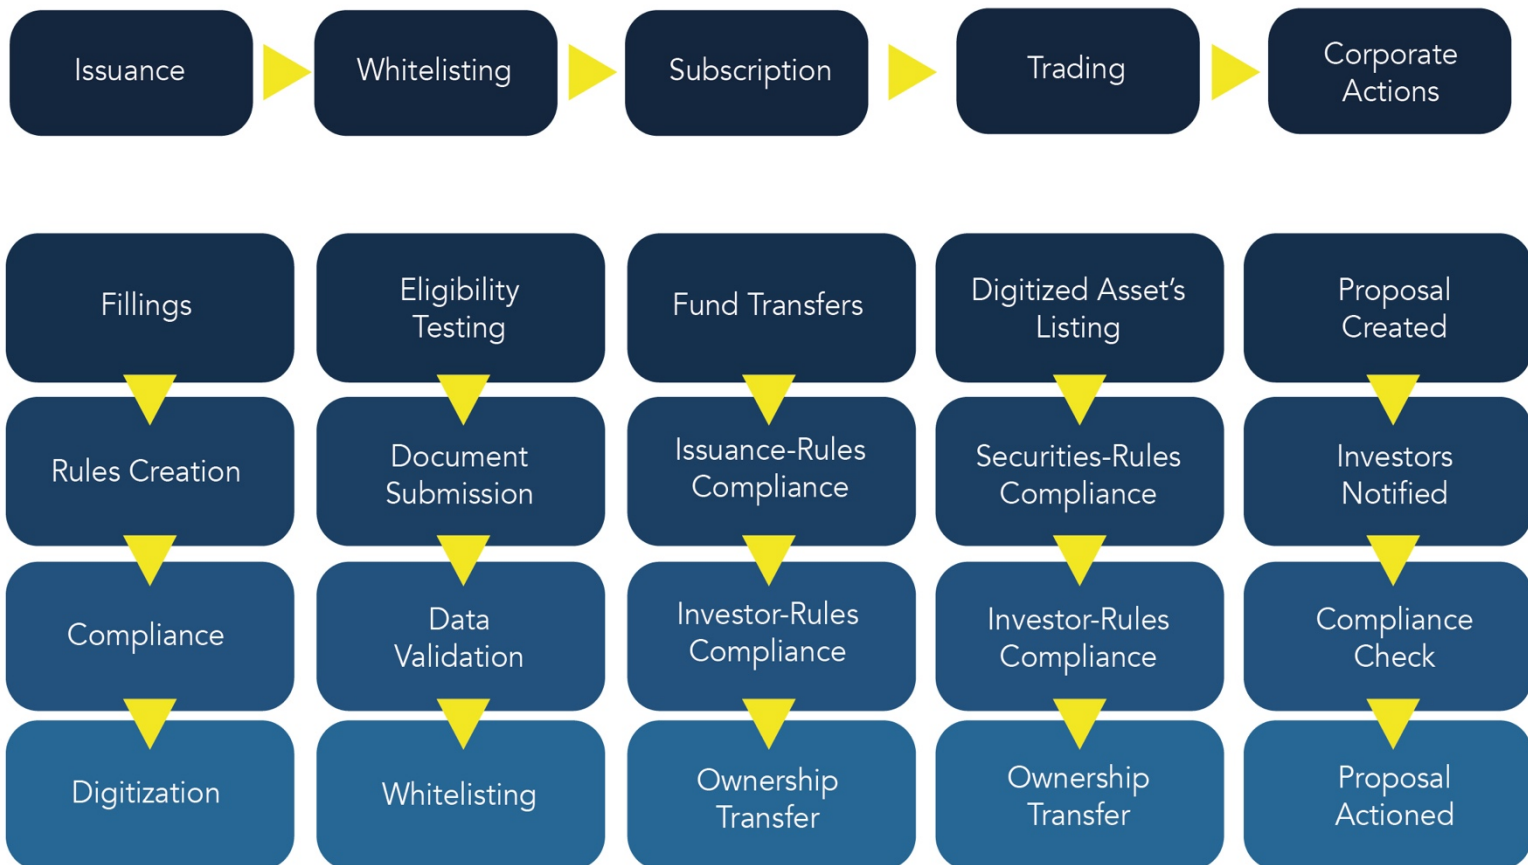 Issuance
Whitelisting
Subscription
Trading
Corporate
Actions
Fillings
Eligibility
Testing
Fund Transfers
Digitized Asset’s
Listing
Proposal
Created
Rules Creation
Document
Submission
Issuance-Rules
Compliance
Securities-Rules
Compliance
Investors
Notified
Compliance
Data
Validation
Investor-Rules
Compliance
Investor-Rules
Compliance
Compliance
Check
Digitization
Whitelisting
Ownership
Transfer
Ownership
Transfer
Proposal
Actioned